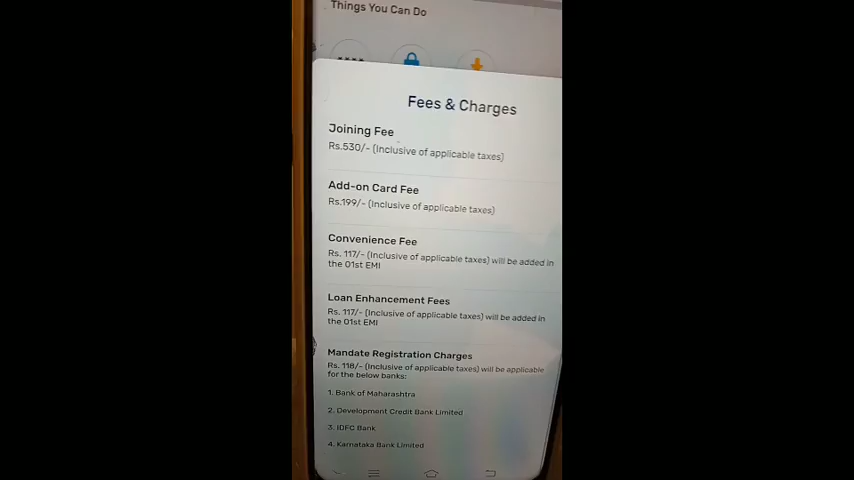 Things You Can Do
Fees & Charges
Joining Fee
Rs.530/- (Inclusive of applicable taxes)
Add-on Card Fee
Rs.199/- (Inclusive of applicable taxes)
Convenience Fee
Rs. 117/- (Inclusive of applicable taxes) will be added in
the 01st EMI
Loan Enhancement Fees
Rs. 117/- (Inclusive of applicable taxes) will be added in
the 01st EMI
Mandate Registration Charges
Rs. 118/- (Inclusive of applicable taxes) will be applicable
for the below banks:
1. Bank of Maharashtra
2. Development Credit Bank Limited
3. IDFC Bank
4. Karnataka Bank Limited